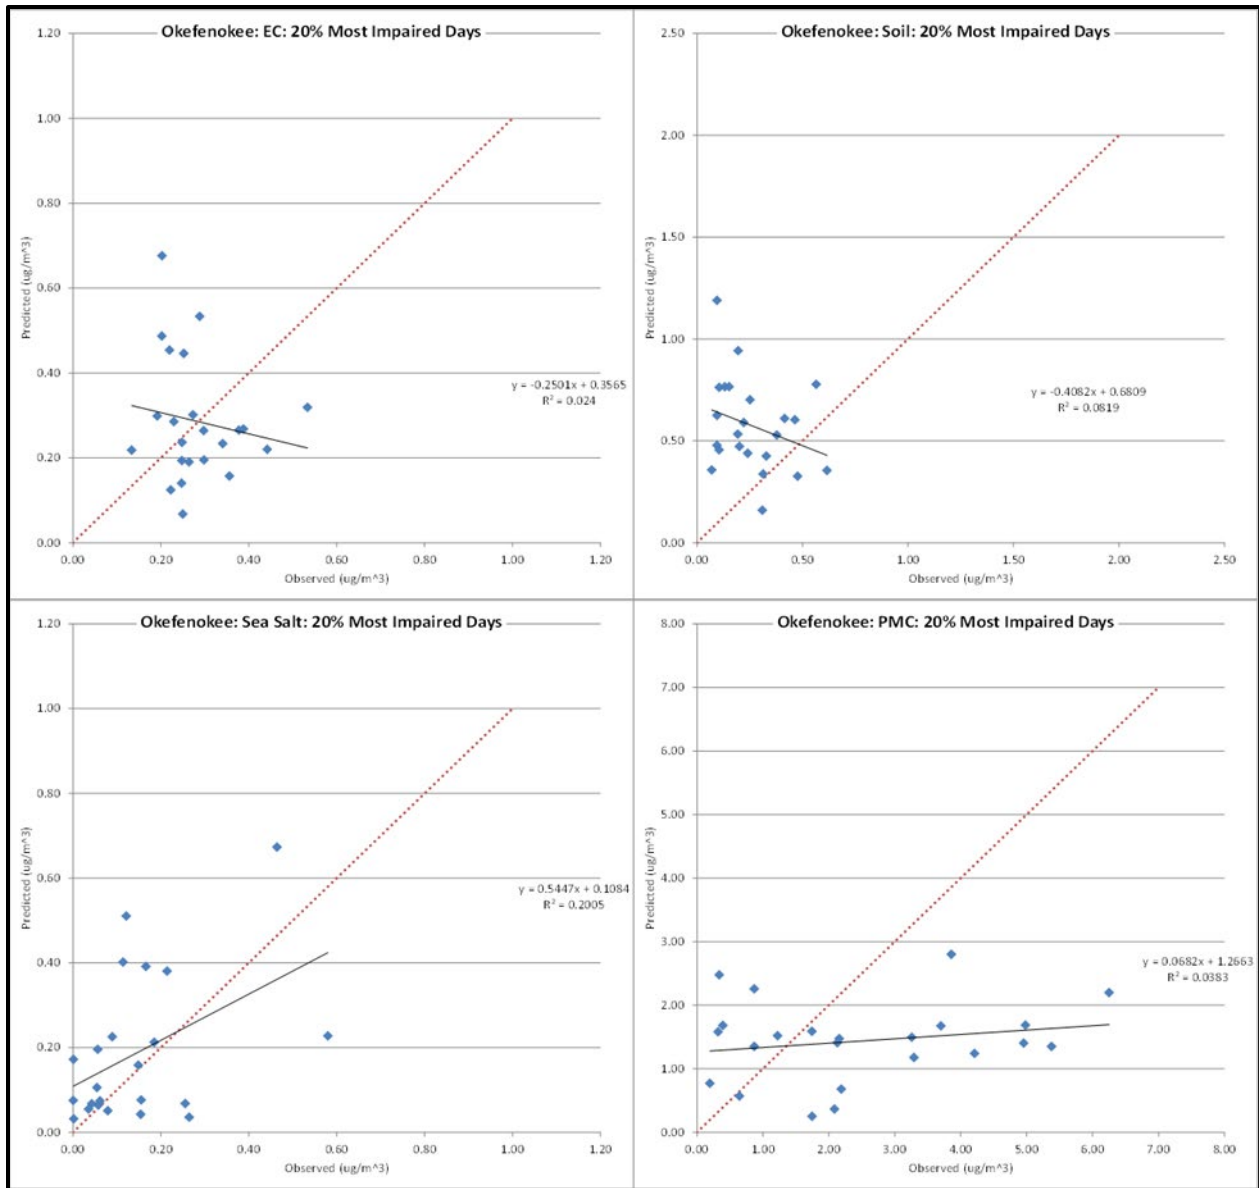 Okefenokee: EC: 20% Most Impaired Days
1.20
1.00
0.80
0.60
0.40
0.20
0.00
Predicted (ug/m^3)
y = -0.2501x + 0.3565
R² = 0.024
0.00 0.20 0.40 0.60 0.80 1.00 1.20
Observed (ug/m^3)
Okefenokee: Soil: 20% Most Impaired Days
2.50
2.00
1.50
1.00
0.50
0.00
Predicted (ug/m^3)
y = -0.4082x + 0.6809
R² = 0.0819
0.00 0.50 1.00 1.50 2.00 2.50
Observed (ug/m^3)
Okefenokee: Sea Salt: 20% Most Impaired Days
1.20
1.00
0.80
0.60
0.40
0.20
0.00
Predicted (ug/m^3)
y = 0.5447x + 0.1084
R² = 0.2005
0.00 0.20 0.40 0.60 0.80 1.00 1.20
Observed (ug/m^3)
Okefenokee: PMC: 20% Most Impaired Days
8.00
7.00
6.00
5.00
4.00
3.00
2.00
1.00
0.00
Predicted (ug/m^3)
y = 0.0682x + 1.2663
R² = 0.0383
0.00 1.00 2.00 3.00 4.00 5.00 6.00 7.00 8.00
Observed (ug/m^3)